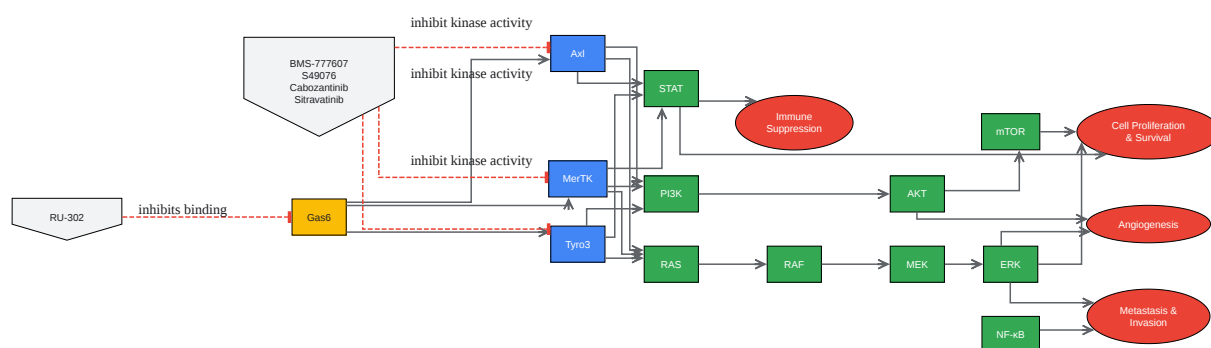 inhibit kinase activity
BMS-777607
S49076
Cabozantinib
Sitravatinib
Axl
inhibit kinase activity
STAT
Immune
Suppression
mTOR
Cell Proliferation
& Survival
inhibit kinase activity
MerTK
PI3K
AKT
RU-302
inhibits binding
Gas6
Tyro3
Angiogenesis
RAS
RAF
MEK
ERK
Metastasis &
Invasion
NF-κB